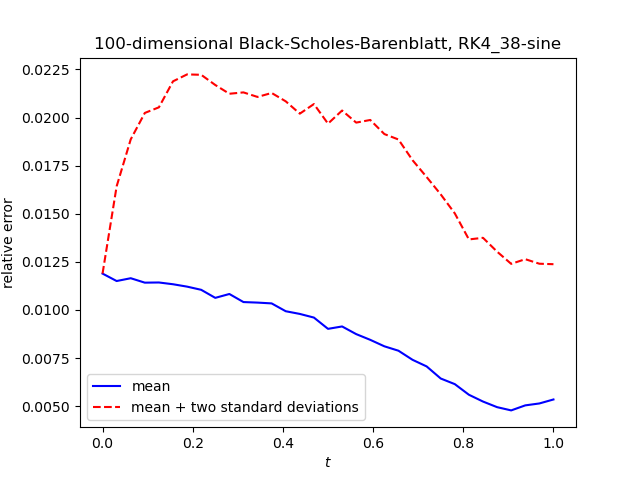 100-dimensional Black-Scholes-Barenblatt, RK4_38-sine
relative error
0.0225
0.0200
0.0175
0.0150
0.0125
0.0100
0.0075
0.0050
mean
mean + two standard deviations
0.0 0.2 0.4 0.6 0.8 1.0
t